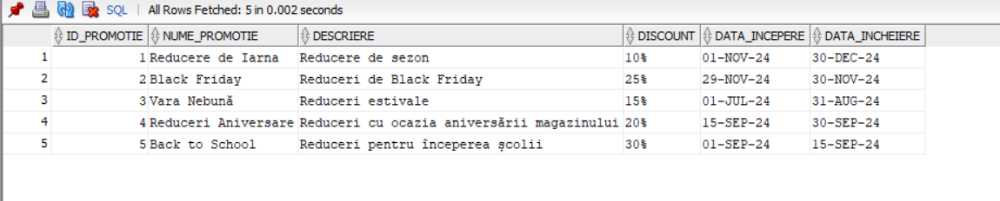 SQL | All Rows Fetched: 5 in 0.002 seconds
ID_PROMOTIE NUME_PROMOTIE DESCRIERE DISCOUNT DATA_INCEPERE DATA_INCHEIERE
1 1 Reducere de Iarna Reducere de sezon 10% 01-NOV-24 30-DEC-24
2 2 Black Friday Reduceri de Black Friday 25% 29-NOV-24 30-NOV-24
3 3 Vara Nebună Reduceri estivale 15% 01-JUL-24 31-AUG-24
4 4 Reduceri Aniversare Reduceri cu ocazia aniversării magazinului 20% 15-SEP-24 30-SEP-24
5 5 Back to School Reduceri pentru începerea școlii 30% 01-SEP-24 15-SEP-24